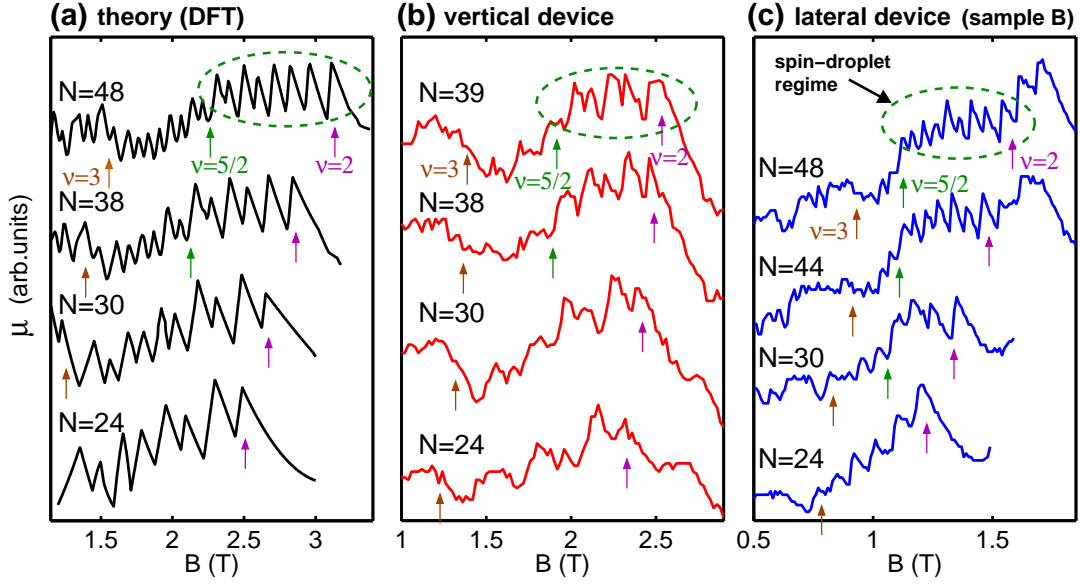 (a) theory (DFT)
(b) vertical device
(c) lateral device (sample B)
μ (arb.units)
N=48
ν=3
ν=5/2
ν=2
N=38
N=30
N=24
1.5 2 2.5 3
B (T)
N=39
ν=3
ν=5/2
ν=2
N=38
N=30
N=24
1 1.5 2 2.5
B (T)
spin−droplet
regime
N=48
ν=3
ν=5/2
ν=2
N=44
N=30
N=24
0.5 1 1.5
B (T)